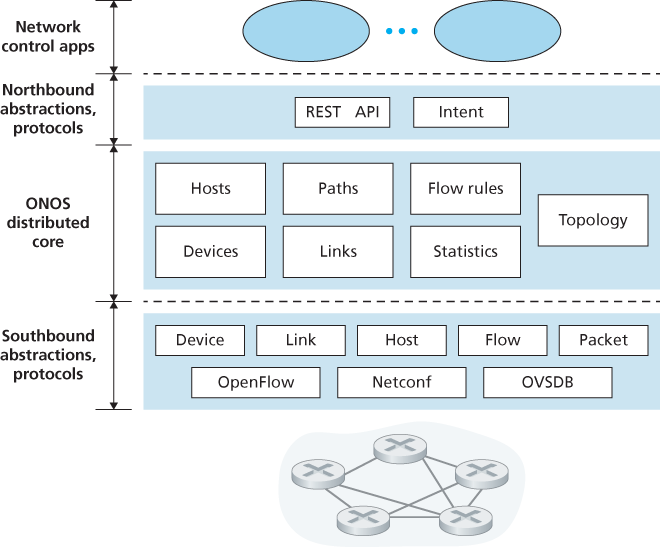 Network
control apps
Northbound
abstractions,
protocols
REST API
Intent
ONOS
distributed
core
Hosts
Paths
Flow rules
Topology
Devices
Links
Statistics
Southbound
abstractions,
protocols
Device
Link
Host
Flow
Packet
OpenFlow
Netconf
OVSDB